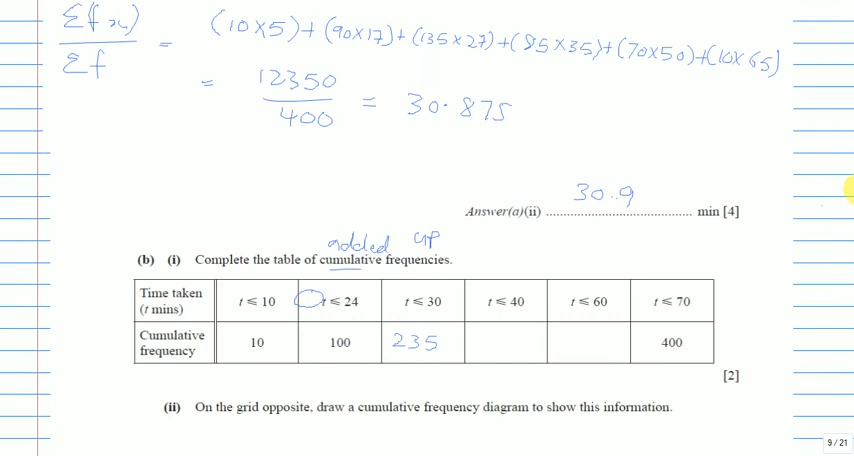 Σ(fx) / Σf = (10×5)+(90×17)+(135×27)+(85×35)+(70×50)+(10×65)
= 12350 / 400 = 30.875
30.9
Answer(a)(ii) ................................................ min [4]
added up
(b) (i) Complete the table of cumulative frequencies.
Time taken (t mins) t ⩽ 10 t ⩽ 24 t ⩽ 30 t ⩽ 40 t ⩽ 60 t ⩽ 70
Cumulative frequency 10 100 235 400
[2]
(ii) On the grid opposite, draw a cumulative frequency diagram to show this information.
9 / 21